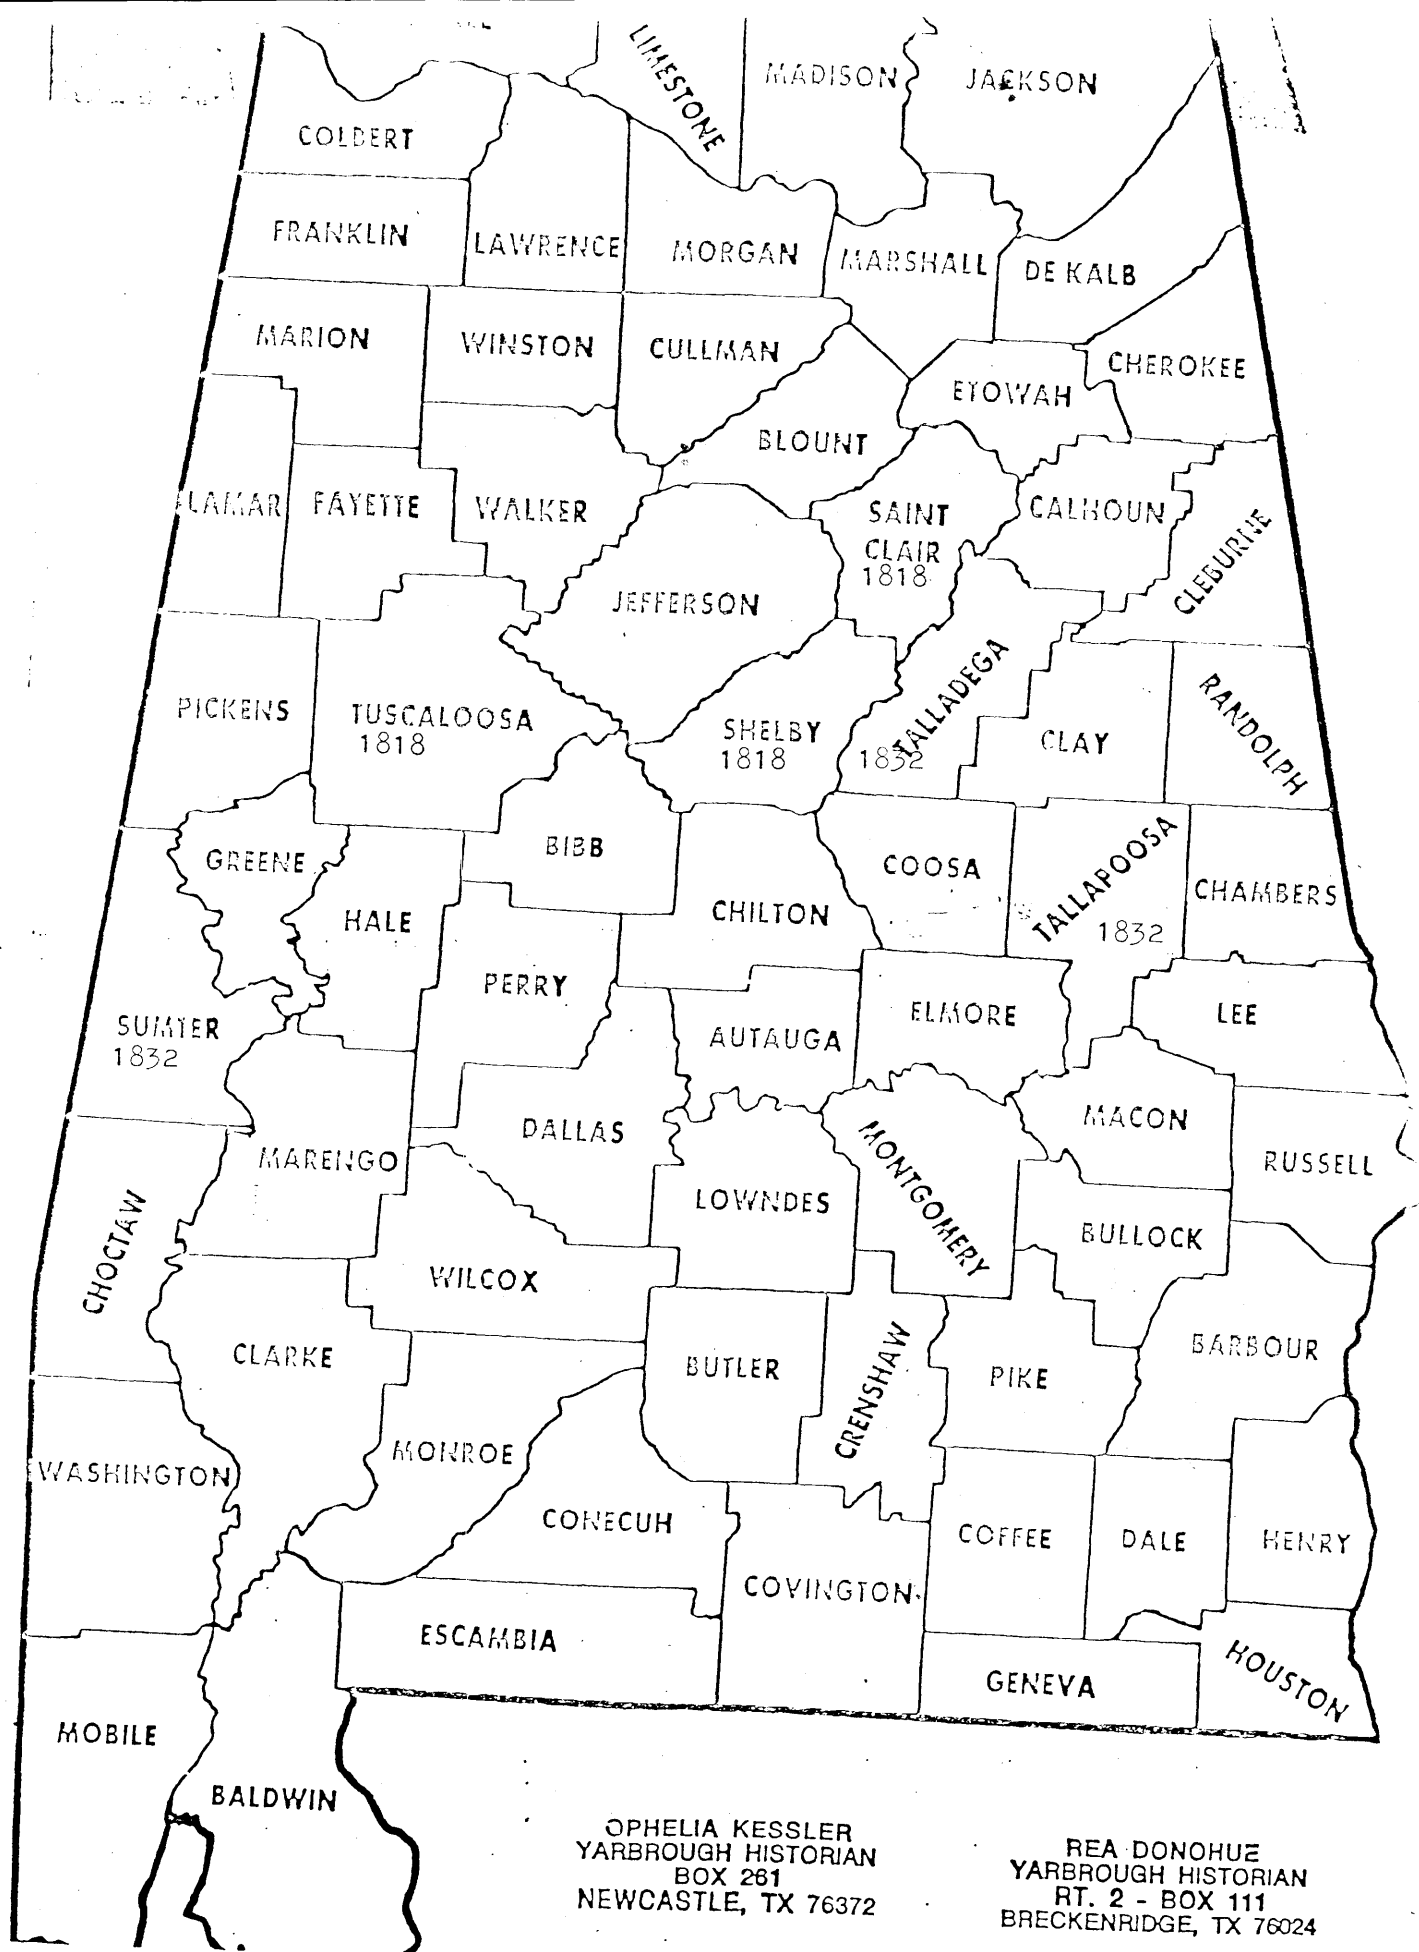 LIMESTONE
MADISON
JACKSON
COLBERT
FRANKLIN
LAWRENCE
MORGAN
MARSHALL
DE KALB
MARION
WINSTON
CULLMAN
CHEROKEE
ETOWAH
BLOUNT
LAMAR
FAYETTE
WALKER
SAINT
CLAIR
1818
CALHOUN
CLEBURNE
JEFFERSON
PICKENS
TUSCALOOSA
1818
SHELBY
1818
TALLADEGA
1832
CLAY
RANDOLPH
GREENE
HALE
BIBB
CHILTON
COOSA
TALLAPOOSA
1832
CHAMBERS
SUMTER
1832
PERRY
AUTAUGA
ELMORE
LEE
MARENGO
DALLAS
LOWNDES
MONTGOMERY
MACON
RUSSELL
BULLOCK
CHOCTAW
WILCOX
CLARKE
BUTLER
CRENSHAW
PIKE
BARBOUR
WASHINGTON
MONROE
CONECUH
COVINGTON
COFFEE
DALE
HENRY
ESCAMBIA
GENEVA
HOUSTON
MOBILE
BALDWIN
OPHELIA KESSLER
YARBROUGH HISTORIAN
BOX 261
NEWCASTLE, TX 76372
REA DONOHUE
YARBROUGH HISTORIAN
RT. 2 - BOX 111
BRECKENRIDGE, TX 76024